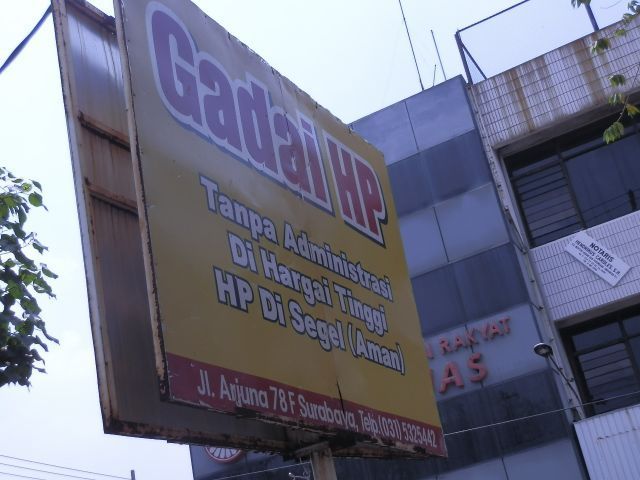 Gadai HP
Tanpa Administrasi
Di Hargai Tinggi
HP Di Segel (Aman)
Jl. Arjuna 78 F Surabaya, Telp. (031) 5325442
RAKYAT
NOTARIS